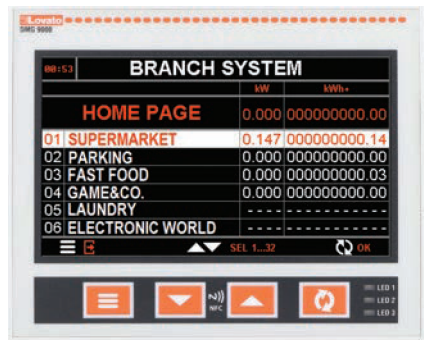 Lovato
DMG 9000
00:53 BRANCH SYSTEM
kW kWh+
HOME PAGE 0.000 000000000.00
01 SUPERMARKET 0.147 000000000.14
02 PARKING 0.000 000000000.00
03 FAST FOOD 0.000 000000000.03
04 GAME&CO. 0.000 000000000.00
05 LAUNDRY ---- ------------
06 ELECTRONIC WORLD ---- ------------
SEL 1...32 OK
N)) NFC
LED 1
LED 2
LED 3